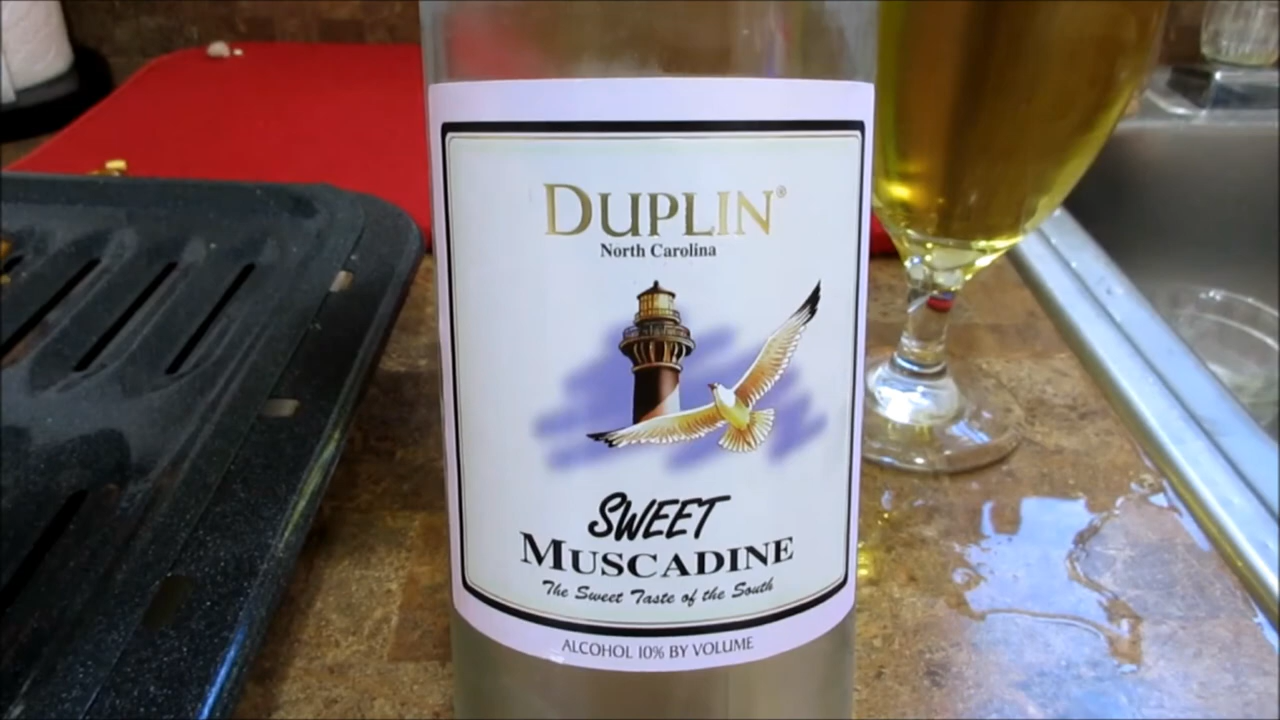 DUPLIN®
North Carolina
SWEET
MUSCADINE
The Sweet Taste of the South
ALCOHOL 10% BY VOLUME